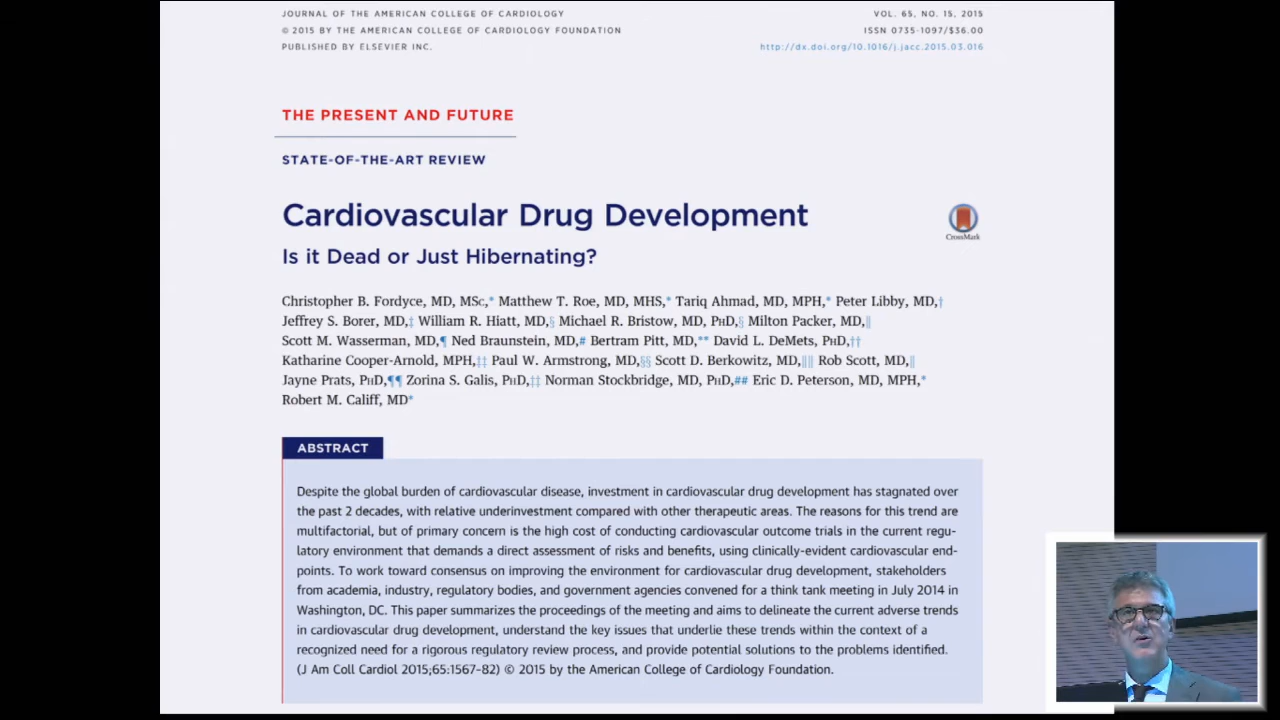 JOURNAL OF THE AMERICAN COLLEGE OF CARDIOLOGY
VOL. 65, NO. 15, 2015
© 2015 BY THE AMERICAN COLLEGE OF CARDIOLOGY FOUNDATION
ISSN 0735-1097/$36.00
PUBLISHED BY ELSEVIER INC.
http://dx.doi.org/10.1016/j.jacc.2015.03.016
THE PRESENT AND FUTURE
STATE-OF-THE-ART REVIEW
Cardiovascular Drug Development
CrossMark
Is it Dead or Just Hibernating?
Christopher B. Fordyce, MD, MSc,* Matthew T. Roe, MD, MHS,* Tariq Ahmad, MD, MPH,* Peter Libby, MD,†
Jeffrey S. Borer, MD,‡ William R. Hiatt, MD,§ Michael R. Bristow, MD, PhD,§ Milton Packer, MD,‖
Scott M. Wasserman, MD,¶ Ned Braunstein, MD,# Bertram Pitt, MD,** David L. DeMets, PhD,††
Katharine Cooper-Arnold, MPH,‡‡ Paul W. Armstrong, MD,§§ Scott D. Berkowitz, MD,‖‖ Rob Scott, MD,‖
Jayne Prats, PhD,¶¶ Zorina S. Galis, PhD,‡‡ Norman Stockbridge, MD, PhD,## Eric D. Peterson, MD, MPH,*
Robert M. Califf, MD*
ABSTRACT
Despite the global burden of cardiovascular disease, investment in cardiovascular drug development has stagnated over
the past 2 decades, with relative underinvestment compared with other therapeutic areas. The reasons for this trend are
multifactorial, but of primary concern is the high cost of conducting cardiovascular outcome trials in the current regu-
latory environment that demands a direct assessment of risks and benefits, using clinically-evident cardiovascular end-
points. To work toward consensus on improving the environment for cardiovascular drug development, stakeholders
from academia, industry, regulatory bodies, and government agencies convened for a think tank meeting in July 2014 in
Washington, DC. This paper summarizes the proceedings of the meeting and aims to delineate the current adverse trends
in cardiovascular drug development, understand the key issues that underlie these trends within the context of a
recognized need for a rigorous regulatory review process, and provide potential solutions to the problems identified.
(J Am Coll Cardiol 2015;65:1567-82) © 2015 by the American College of Cardiology Foundation.